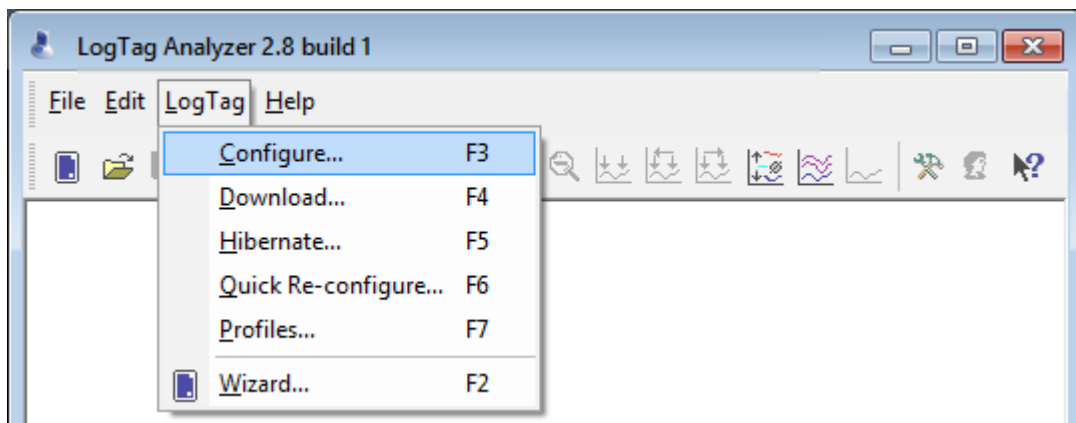 LogTag Analyzer 2.8 build 1
File Edit LogTag Help
Configure... F3
Download... F4
Hibernate... F5
Quick Re-configure... F6
Profiles... F7
Wizard... F2